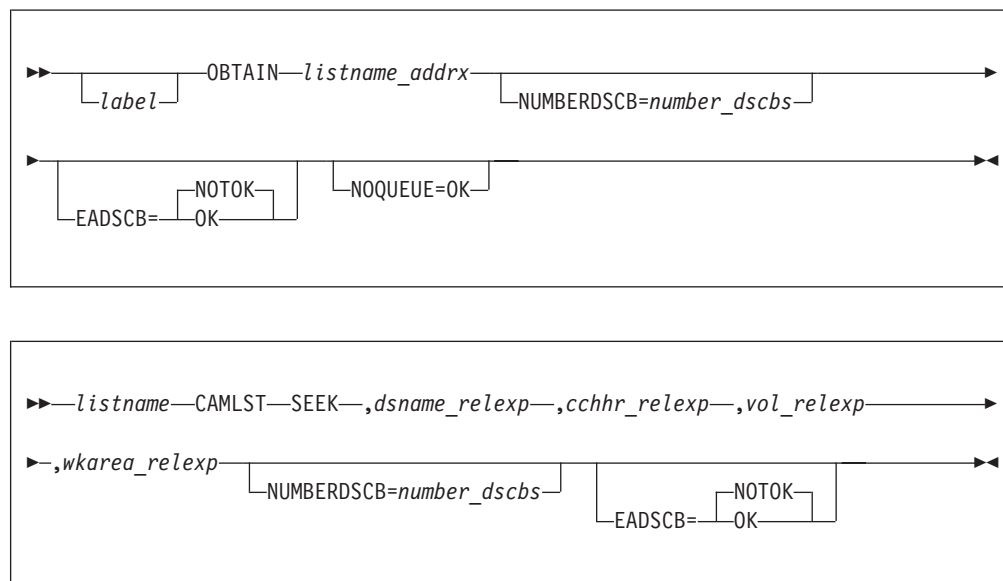 OBTAIN listname_addrx
label
NUMBERDSCB=number_dscbs
NOTOK
EADSCB= OK
NOQUEUE=OK
listname CAMLST SEEK ,dsname_relexp ,cchhr_relexp ,vol_relexp
,wkarea_relexp
NUMBERDSCB=number_dscbs
NOTOK
EADSCB= OK